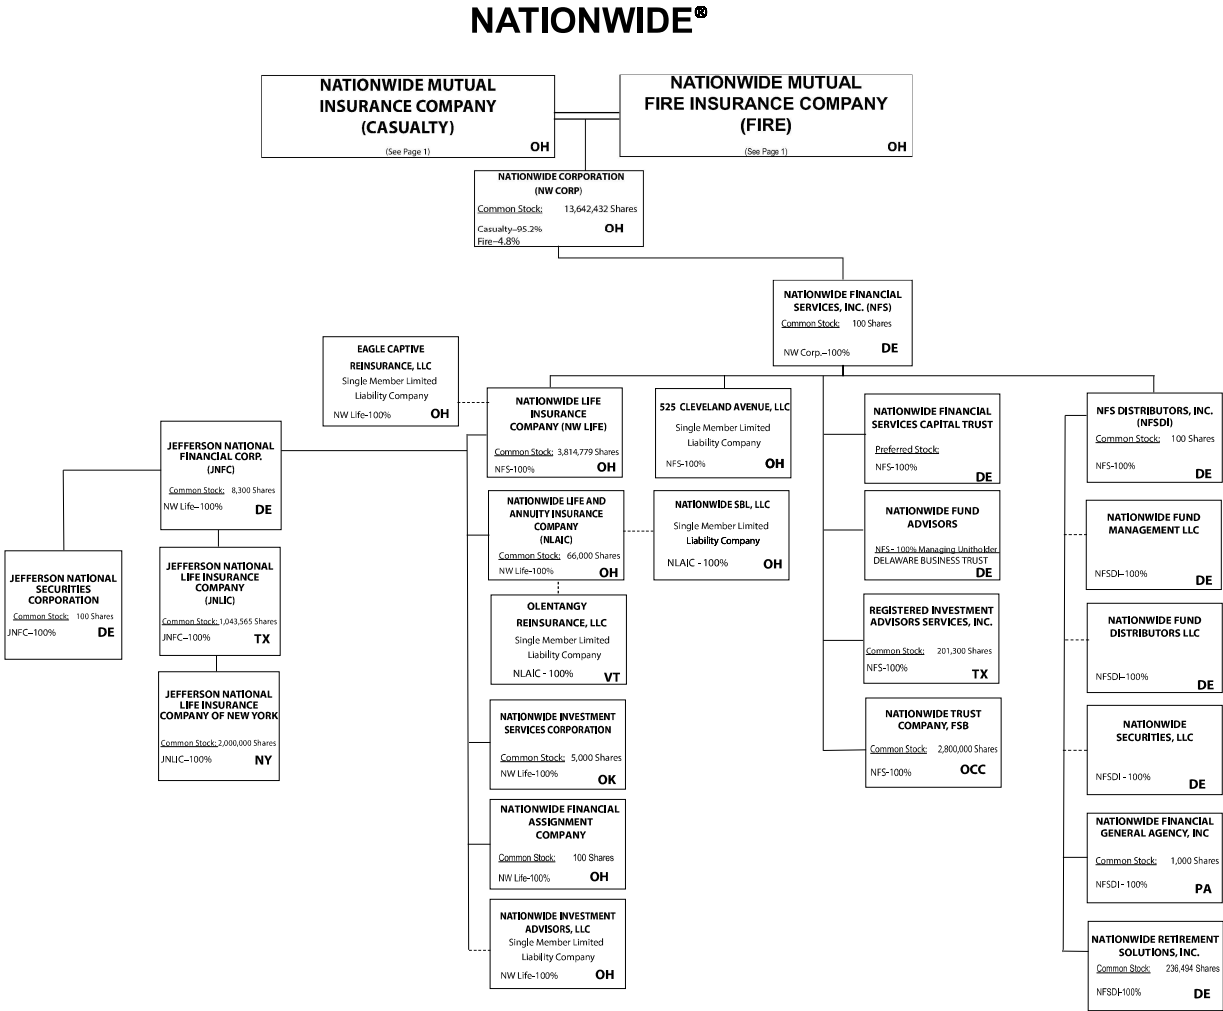 NATIONWIDE®
NATIONWIDE MUTUAL
INSURANCE COMPANY
(CASUALTY)
(See Page 1)
OH
NATIONWIDE MUTUAL
FIRE INSURANCE COMPANY
(FIRE)
(See Page 1)
OH
NATIONWIDE CORPORATION
(NW CORP)
Common Stock: 13,642,432 Shares
Casualty–95.2%
OH
Fire–4.8%
NATIONWIDE FINANCIAL
SERVICES, INC. (NFS)
Common Stock: 100 Shares
NW Corp.–100% DE
EAGLE CAPTIVE
REINSURANCE, LLC
Single Member Limited
Liability Company
NW Life-100% OH
NATIONWIDE LIFE
INSURANCE
COMPANY (NW LIFE)
Common Stock: 3,814,779 Shares
NFS–100% OH
525 CLEVELAND AVENUE, LLC
Single Member Limited
Liability Company
NFS-100% OH
NATIONWIDE FINANCIAL
SERVICES CAPITAL TRUST
Preferred Stock:
NFS-100%
DE
NFS DISTRIBUTORS, INC.
(NFSDI)
Common Stock: 100 Shares
NFS-100%
DE
JEFFERSON NATIONAL
FINANCIAL CORP.
(JNFC)
Common Stock: 8,300 Shares
NW Life–100% DE
NATIONWIDE LIFE AND
ANNUITY INSURANCE
COMPANY
(NLAIC)
Common Stock: 66,000 Shares
NW Life-100% OH
NATIONWIDE SBL, LLC
Single Member Limited
Liability Company
NLAIC - 100% OH
NATIONWIDE FUND
ADVISORS
NFS - 100% Managing Unitholder
DELAWARE BUSINESS TRUST
DE
NATIONWIDE FUND
MANAGEMENT LLC
NFSDI–100%
DE
JEFFERSON NATIONAL
SECURITIES
CORPORATION
Common Stock: 100 Shares
JNFC–100% DE
JEFFERSON NATIONAL
LIFE INSURANCE
COMPANY
(JNLIC)
Common Stock: 1,043,565 Shares
JNFC–100% TX
OLENTANGY
REINSURANCE, LLC
Single Member Limited
Liability Company
NLAIC - 100% VT
REGISTERED INVESTMENT
ADVISORS SERVICES, INC.
Common Stock: 201,300 Shares
NFS-100%
TX
NATIONWIDE FUND
DISTRIBUTORS LLC
NFSDI–100%
DE
JEFFERSON NATIONAL
LIFE INSURANCE
COMPANY OF NEW YORK
Common Stock: 2,000,000 Shares
JNLIC–100% NY
NATIONWIDE INVESTMENT
SERVICES CORPORATION
Common Stock: 5,000 Shares
NW Life-100%
OK
NATIONWIDE TRUST
COMPANY, FSB
Common Stock: 2,800,000 Shares
NFS-100% OCC
NATIONWIDE
SECURITIES, LLC
NFSDI - 100%
DE
NATIONWIDE FINANCIAL
ASSIGNMENT
COMPANY
Common Stock: 100 Shares
NW Life-100% OH
NATIONWIDE FINANCIAL
GENERAL AGENCY, INC
Common Stock: 1,000 Shares
NFSDI - 100%
PA
NATIONWIDE INVESTMENT
ADVISORS, LLC
Single Member Limited
Liability Company
NW Life-100% OH
NATIONWIDE RETIREMENT
SOLUTIONS, INC.
Common Stock: 236,494 Shares
NFSDI-100% DE